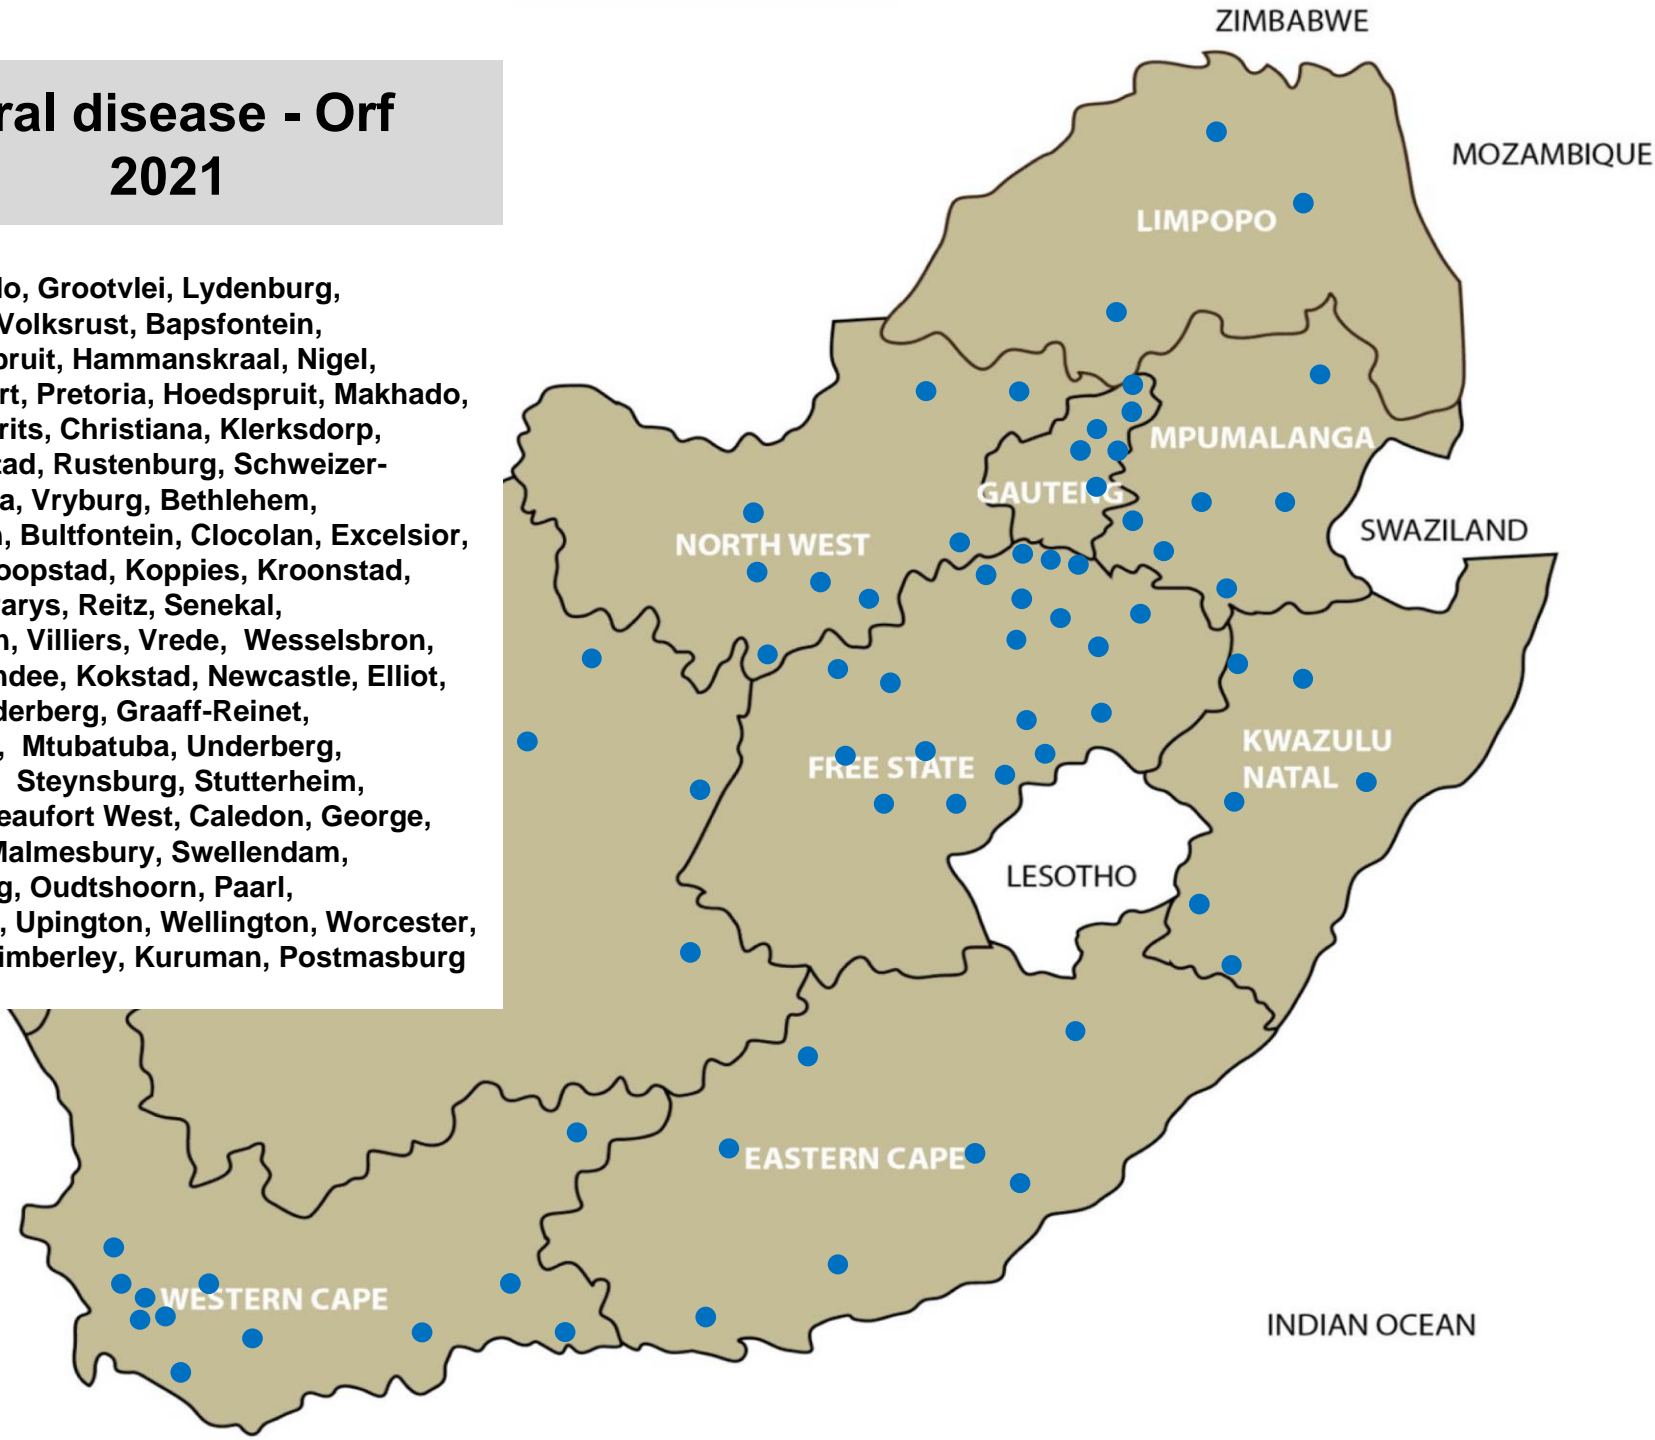 ral disease - Orf
2021
lo, Grootvlei, Lydenburg,
Volksrust, Bapsfontein,
pruit, Hammanskraal, Nigel,
rt, Pretoria, Hoedspruit, Makhado,
rits, Christiana, Klerksdorp,
tad, Rustenburg, Schweizer-
a, Vryburg, Bethlehem,
n, Bultfontein, Clocolan, Excelsior,
oopstad, Koppies, Kroonstad,
arys, Reitz, Senekal,
n, Villiers, Vrede, Wesselsbron,
ndee, Kokstad, Newcastle, Elliot,
derberg, Graaff-Reinet,
, Mtubatuba, Underberg,
Steynsburg, Stutterheim,
eaufort West, Caledon, George,
Malmesbury, Swellendam,
g, Oudtshoorn, Paarl,
, Upington, Wellington, Worcester,
imberley, Kuruman, Postmasburg
ZIMBABWE
MOZAMBIQUE
LIMPOPO
MPUMALANGA
GAUTENG
SWAZILAND
NORTH WEST
KWAZULU
NATAL
FREE STATE
LESOTHO
EASTERN CAPE
WESTERN CAPE
INDIAN OCEAN